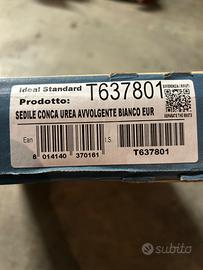 Ideal Standard T637801
Prodotto:
SEDILE CONCA UREA AVVOLGENTE BIANCO EUR
Ean
I.S.
8 014140 370161
T637801
subito